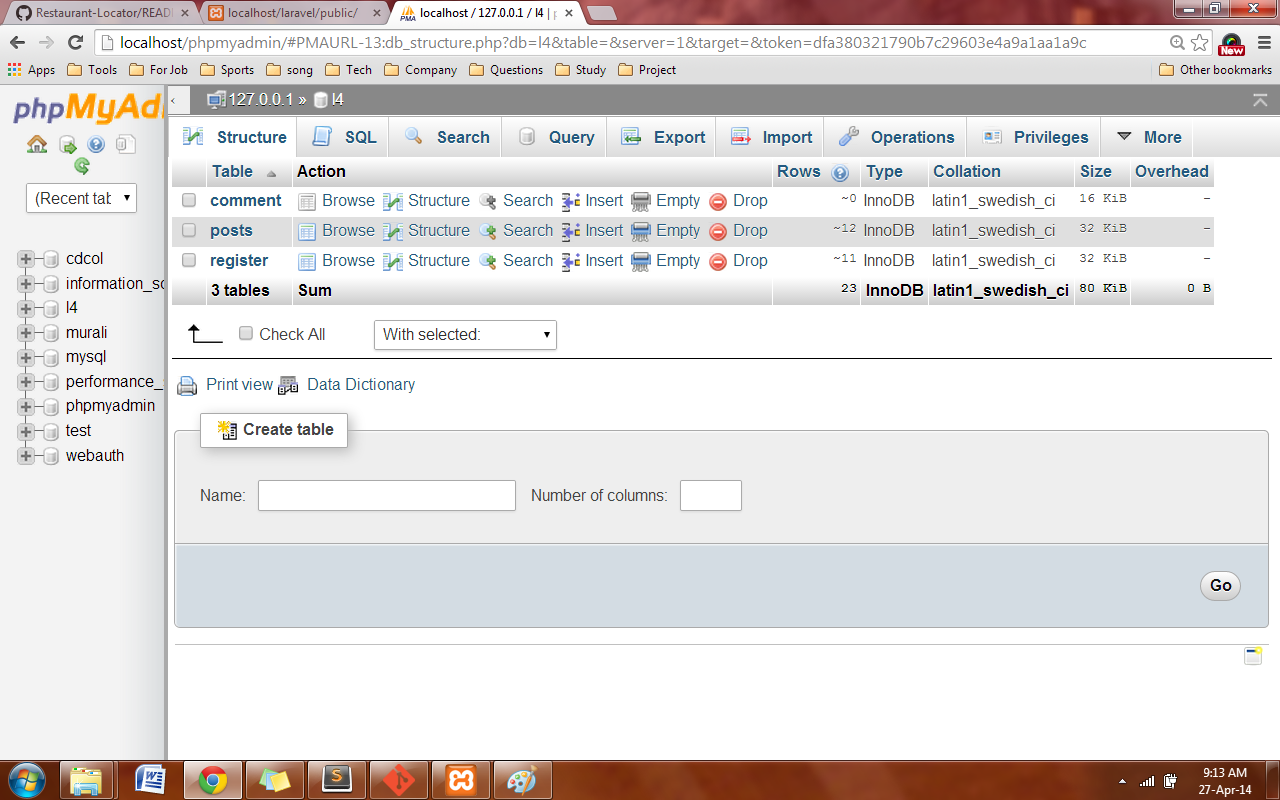 Restaurant-Locator/READ
localhost/laravel/public/
localhost / 127.0.0.1 / l4 | p
localhost/phpmyadmin/#PMAURL-13:db_structure.php?db=l4&table=&server=1&target=&token=dfa380321790b7c29603e4a9a1aa1a9c
New
Apps Tools For Job Sports song Tech Company Questions Study Project Other bookmarks
phpMyAd
127.0.0.1 » l4
Structure SQL Search Query Export Import Operations Privileges More
(Recent tab
cdcol
information_sc
l4
murali
mysql
performance_
phpmyadmin
test
webauth
Table Action Rows Type Collation Size Overhead
comment Browse Structure Search Insert Empty Drop ~0 InnoDB latin1_swedish_ci 16 KiB -
posts Browse Structure Search Insert Empty Drop ~12 InnoDB latin1_swedish_ci 32 KiB -
register Browse Structure Search Insert Empty Drop ~11 InnoDB latin1_swedish_ci 32 KiB -
3 tables Sum 23 InnoDB latin1_swedish_ci 80 KiB 0 B
Check All With selected:
Print view Data Dictionary
Create table
Name: Number of columns:
Go
9:13 AM
27-Apr-14